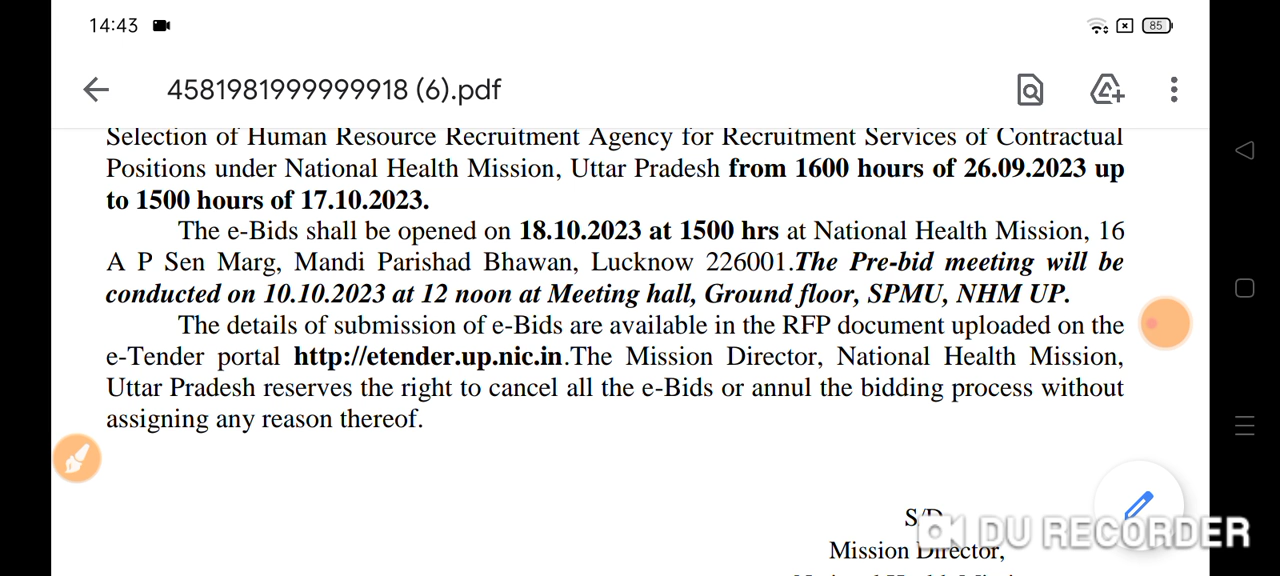 14:43
85
4581981999999918 (6).pdf
Selection of Human Resource Recruitment Agency for Recruitment Services of Contractual
Positions under National Health Mission, Uttar Pradesh from 1600 hours of 26.09.2023 up
to 1500 hours of 17.10.2023.
The e-Bids shall be opened on 18.10.2023 at 1500 hrs at National Health Mission, 16
A P Sen Marg, Mandi Parishad Bhawan, Lucknow 226001.The Pre-bid meeting will be
conducted on 10.10.2023 at 12 noon at Meeting hall, Ground floor, SPMU, NHM UP.
The details of submission of e-Bids are available in the RFP document uploaded on the
e-Tender portal http://etender.up.nic.in.The Mission Director, National Health Mission,
Uttar Pradesh reserves the right to cancel all the e-Bids or annul the bidding process without
assigning any reason thereof.
S/D
DU RECORDER
Mission Director,